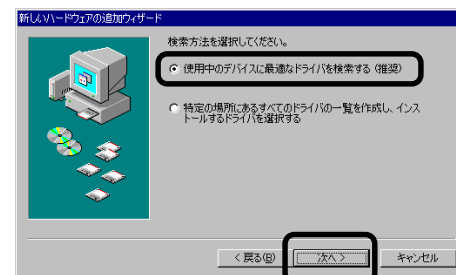 新しいハードウェアの追加ウィザード
検索方法を選択してください。
使用中のデバイスに最適なドライバを検索する (推奨)
特定の場所にあるすべてのドライバの一覧を作成し、インス
トールするドライバを選択する
< 戻る(B)
次へ >
キャンセル